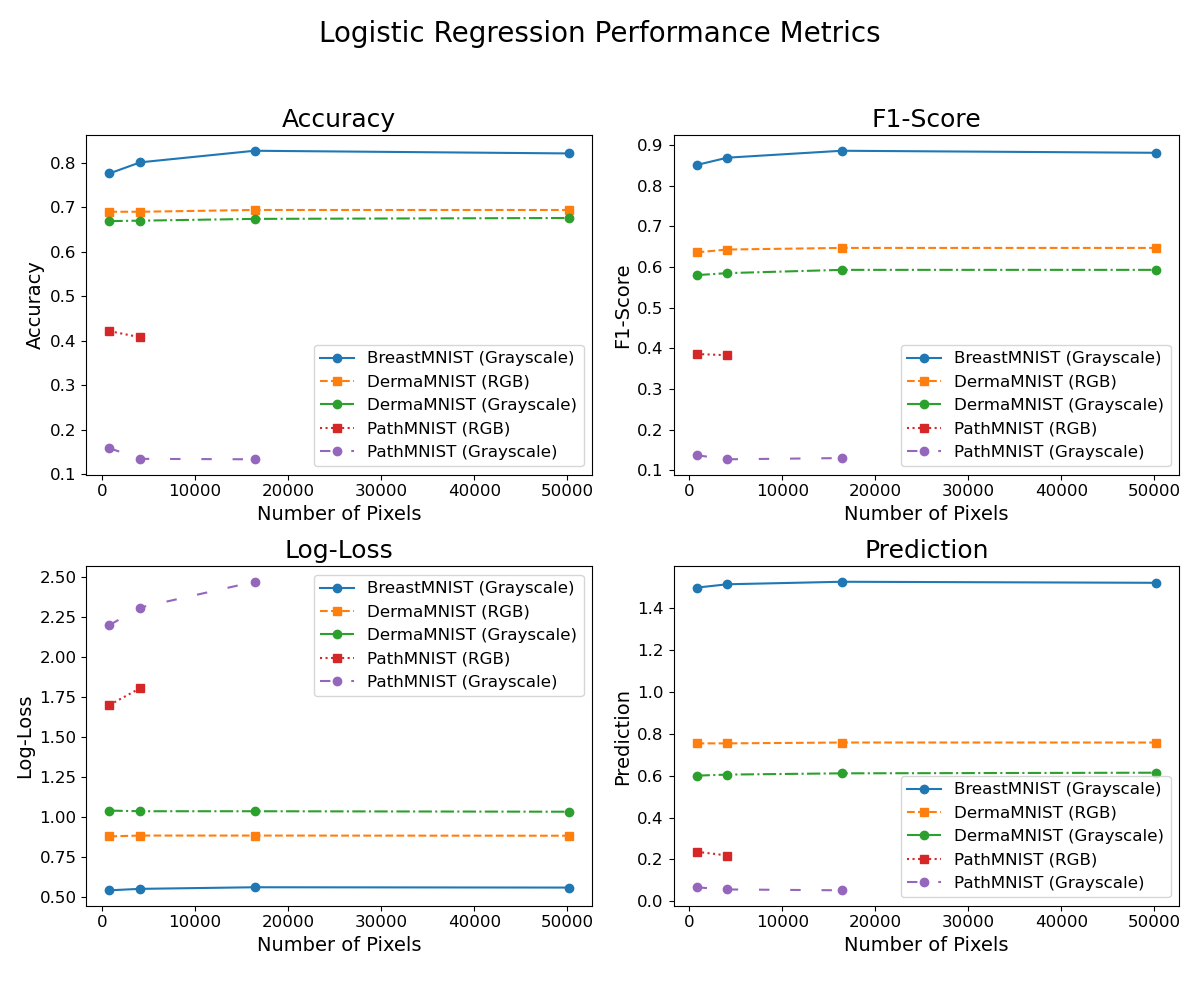 Logistic Regression Performance Metrics
Accuracy
Accuracy
0.8
0.7
0.6
0.5
0.4
0.3
0.2
0.1
BreastMNIST (Grayscale)
DermaMNIST (RGB)
DermaMNIST (Grayscale)
PathMNIST (RGB)
PathMNIST (Grayscale)
0 10000 20000 30000 40000 50000
Number of Pixels
F1-Score
F1-Score
0.9
0.8
0.7
0.6
0.5
0.4
0.3
0.2
0.1
BreastMNIST (Grayscale)
DermaMNIST (RGB)
DermaMNIST (Grayscale)
PathMNIST (RGB)
PathMNIST (Grayscale)
0 10000 20000 30000 40000 50000
Number of Pixels
Log-Loss
Log-Loss
2.50
2.25
2.00
1.75
1.50
1.25
1.00
0.75
0.50
BreastMNIST (Grayscale)
DermaMNIST (RGB)
DermaMNIST (Grayscale)
PathMNIST (RGB)
PathMNIST (Grayscale)
0 10000 20000 30000 40000 50000
Number of Pixels
Prediction
Prediction
1.4
1.2
1.0
0.8
0.6
0.4
0.2
0.0
BreastMNIST (Grayscale)
DermaMNIST (RGB)
DermaMNIST (Grayscale)
PathMNIST (RGB)
PathMNIST (Grayscale)
0 10000 20000 30000 40000 50000
Number of Pixels